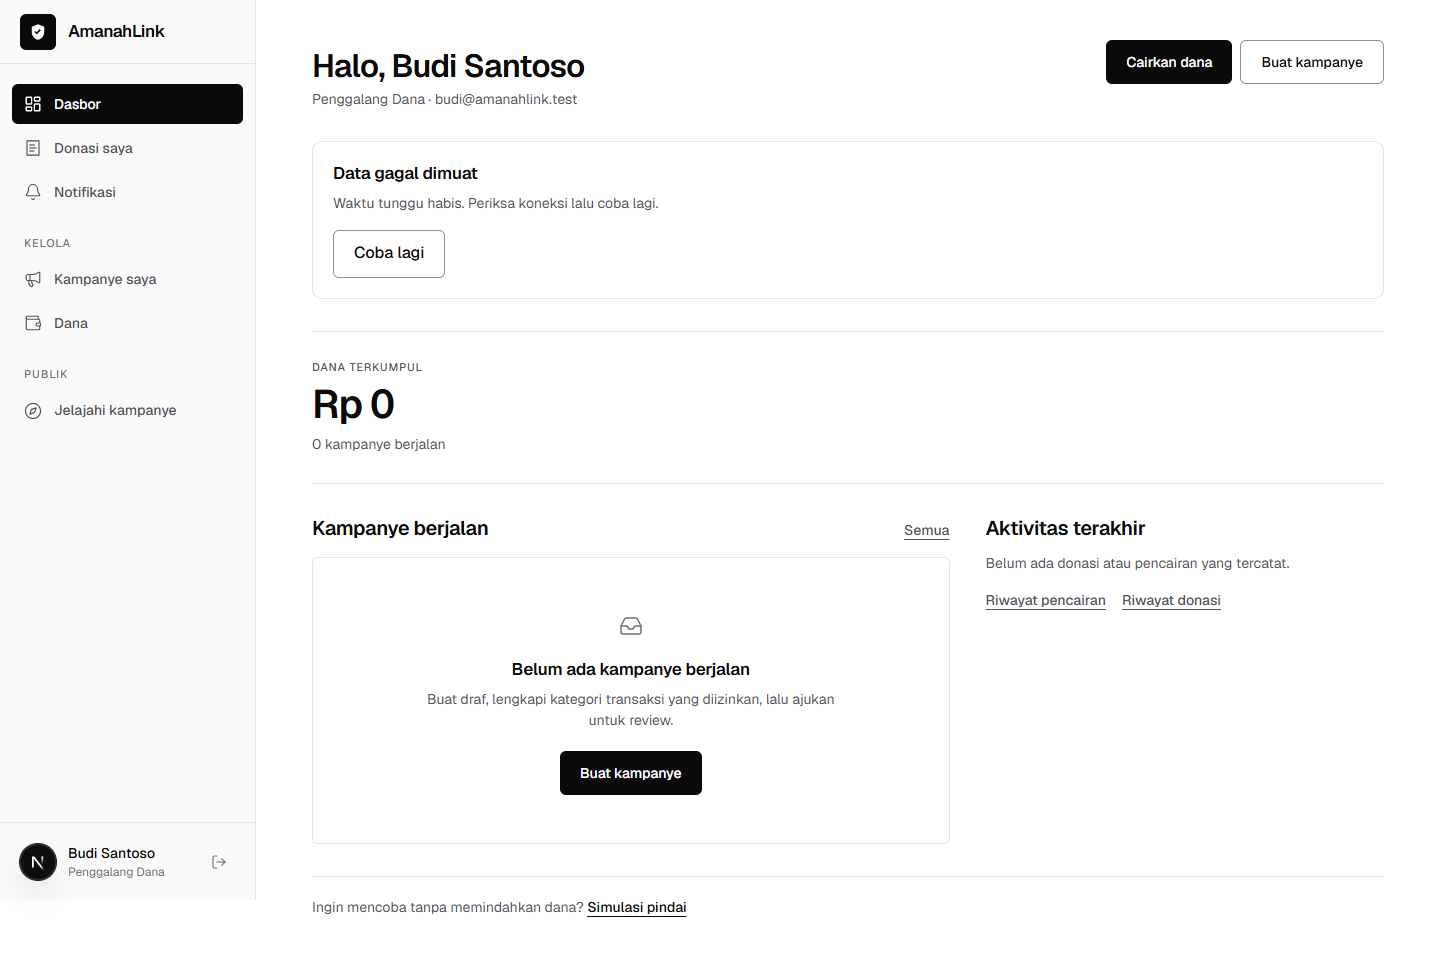 AmanahLink
Dasbor
Donasi saya
Notifikasi
KELOLA
Kampanye saya
Dana
PUBLIK
Jelajahi kampanye
N
Budi Santoso
Penggalang Dana
Halo, Budi Santoso
Penggalang Dana · budi@amanahlink.test
Cairkan dana
Buat kampanye
Data gagal dimuat
Waktu tunggu habis. Periksa koneksi lalu coba lagi.
Coba lagi
DANA TERKUMPUL
Rp 0
0 kampanye berjalan
Kampanye berjalan
Semua
Belum ada kampanye berjalan
Buat draf, lengkapi kategori transaksi yang diizinkan, lalu ajukan
untuk review.
Buat kampanye
Aktivitas terakhir
Belum ada donasi atau pencairan yang tercatat.
Riwayat pencairan
Riwayat donasi
Ingin mencoba tanpa memindahkan dana? Simulasi pindai